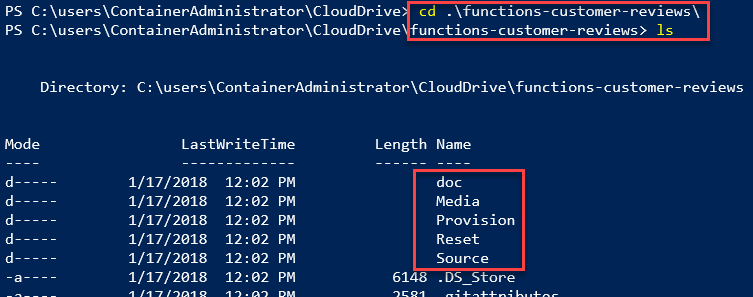 PS C:\users\ContainerAdministrator\CloudDrive> cd .\functions-customer-reviews\
PS C:\users\ContainerAdministrator\CloudDrive\functions-customer-reviews> ls
Directory: C:\users\ContainerAdministrator\CloudDrive\functions-customer-reviews
Mode LastWriteTime Length Name
---- ------------- ------ ----
d----- 1/17/2018 12:02 PM doc
d----- 1/17/2018 12:02 PM Media
d----- 1/17/2018 12:02 PM Provision
d----- 1/17/2018 12:02 PM Reset
d----- 1/17/2018 12:02 PM Source
-a---- 1/17/2018 12:02 PM 6148 .DS_Store
-a---- 1/17/2018 12:02 PM 2581 .gitattributes